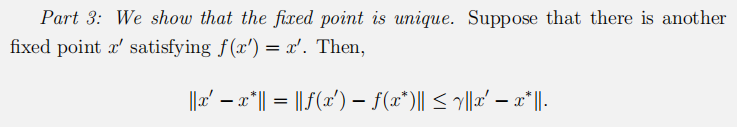 Part 3: We show that the fixed point is unique. Suppose that there is another
fixed point x′ satisfying f(x′) = x′. Then,
‖x′ − x*‖ = ‖f(x′) − f(x*)‖ ≤ γ‖x′ − x*‖.